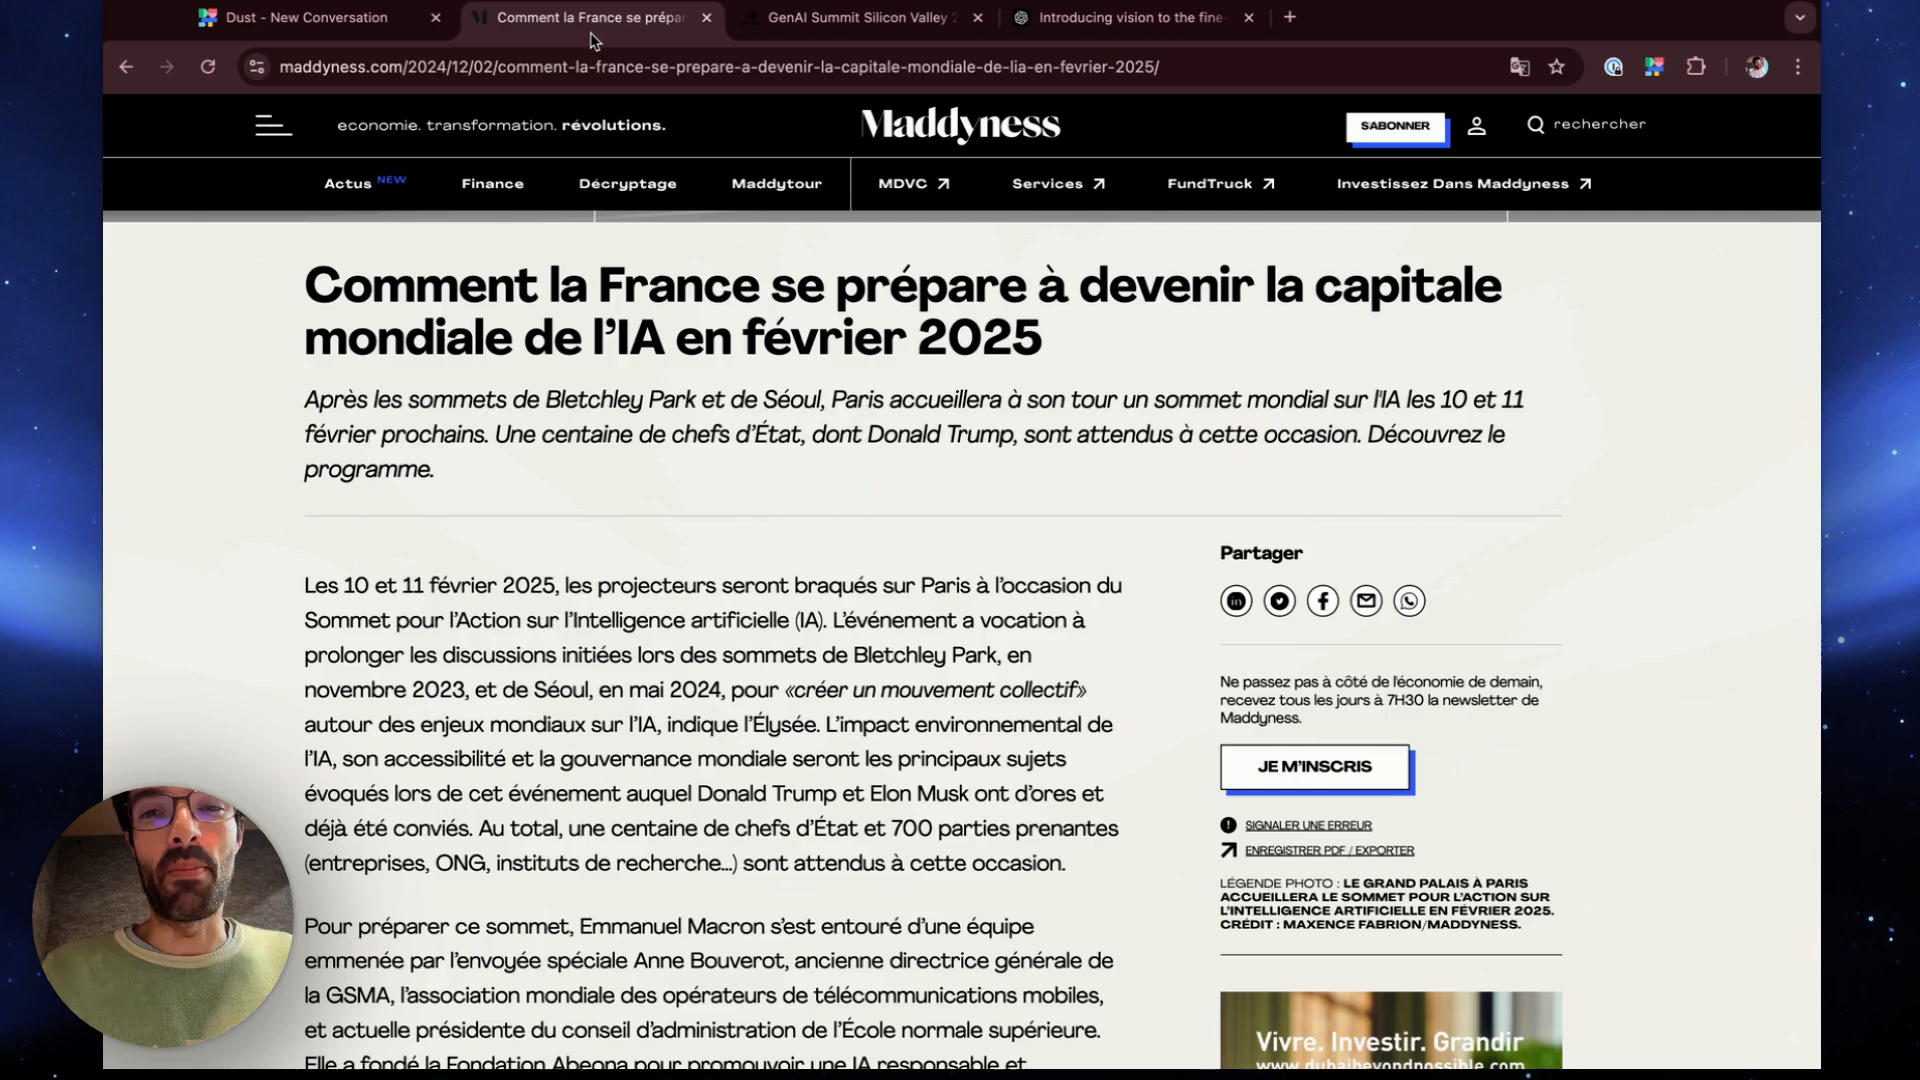 Dust - New Conversation
Comment la France se prépar
GenAI Summit Silicon Valley 2
Introducing vision to the fine-
maddyness.com/2024/12/02/comment-la-france-se-prepare-a-devenir-la-capitale-mondiale-de-lia-en-fevrier-2025/
economie. transformation. révolutions.
Maddyness
SABONNER
rechercher
Actus NEW
Finance
Décryptage
Maddytour
MDVC
Services
FundTruck
Investissez Dans Maddyness
Comment la France se prépare à devenir la capitale
mondiale de l'IA en février 2025
Après les sommets de Bletchley Park et de Séoul, Paris accueillera à son tour un sommet mondial sur l'IA les 10 et 11
février prochains. Une centaine de chefs d'État, dont Donald Trump, sont attendus à cette occasion. Découvrez le
programme.
Les 10 et 11 février 2025, les projecteurs seront braqués sur Paris à l'occasion du
Sommet pour l'Action sur l'Intelligence artificielle (IA). L'événement a vocation à
prolonger les discussions initiées lors des sommets de Bletchley Park, en
novembre 2023, et de Séoul, en mai 2024, pour «créer un mouvement collectif»
autour des enjeux mondiaux sur l'IA, indique l'Élysée. L'impact environnemental de
l'IA, son accessibilité et la gouvernance mondiale seront les principaux sujets
évoqués lors de cet événement auquel Donald Trump et Elon Musk ont d'ores et
déjà été conviés. Au total, une centaine de chefs d'État et 700 parties prenantes
(entreprises, ONG, instituts de recherche...) sont attendus à cette occasion.
Pour préparer ce sommet, Emmanuel Macron s'est entouré d'une équipe
emmenée par l'envoyée spéciale Anne Bouverot, ancienne directrice générale de
la GSMA, l'association mondiale des opérateurs de télécommunications mobiles,
et actuelle présidente du conseil d'administration de l'École normale supérieure.
Elle a fondé la Fondation Abeona pour promouvoir une IA responsable et
Partager
Ne passez pas à côté de l'économie de demain,
recevez tous les jours à 7H30 la newsletter de
Maddyness.
JE M'INSCRIS
SIGNALER UNE ERREUR
ENREGISTRER PDF / EXPORTER
LÉGENDE PHOTO : LE GRAND PALAIS À PARIS
ACCUEILLERA LE SOMMET POUR L'ACTION SUR
L'INTELLIGENCE ARTIFICIELLE EN FÉVRIER 2025.
CRÉDIT : MAXENCE FABRION/MADDYNESS.
Vivre. Investir. Grandir
www.dubaibeyondpossible.com